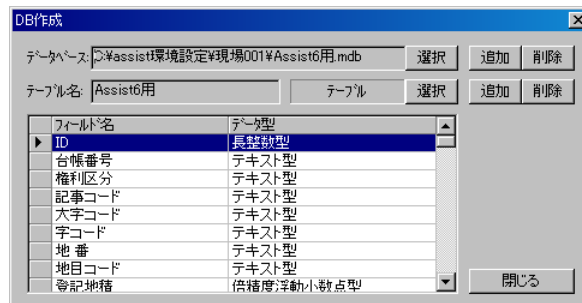 DB作成
データベース: C:¥assist環境設定¥現場001¥Assist6用.mdb 選択 追加 削除
テーブル名: Assist6用 テーブル 選択 追加 削除
フィールド名 データ型
ID 長整数型
台帳番号 テキスト型
権利区分 テキスト型
記事コード テキスト型
大字コード テキスト型
字コード テキスト型
地 番 テキスト型
地目コード テキスト型
登記地積 倍精度浮動小数点型
閉じる